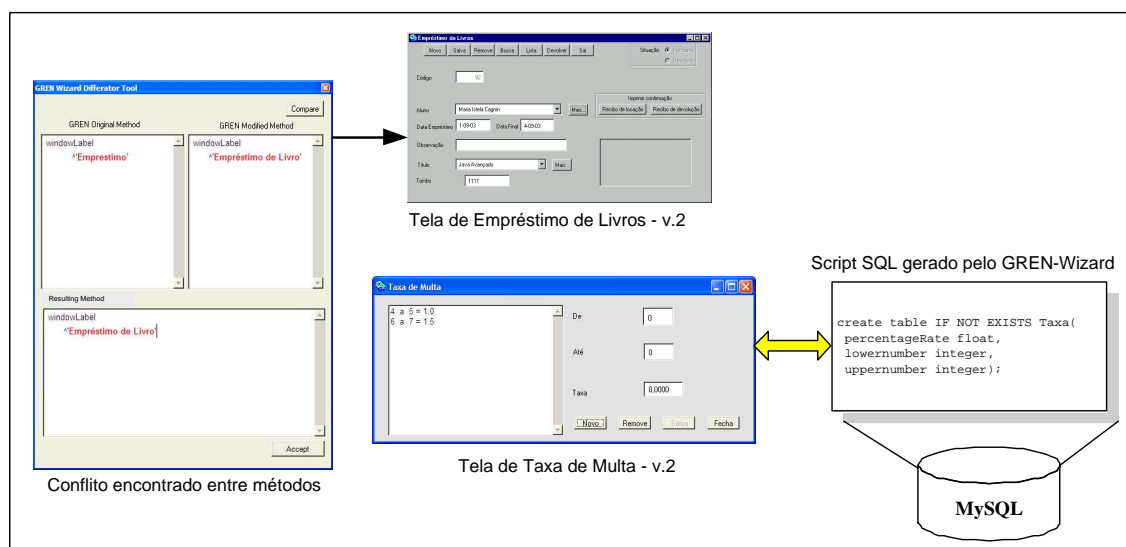 GREN Wizard Differator Tool
Compare
GREN Original Method
GREN Modified Method
windowLabel
^'Emprestimo'
windowLabel
^'Empréstimo de Livro'
Resulting Method
windowLabel
^'Empréstimo de Livro'
Accept
Conflito encontrado entre métodos
Empréstimo de Livros
Novo Salva Remove Busca Lista Devolver Sai
Situação
Código 92
Imprime confirmação
Aluno Maria Istela Cagnin Mais...
Recibo de locação Recibo de devolução
Data Empréstimo 1-09-03 Data Final 4-09-03
Observação
Título Java Avançado Mais...
Tombo 1111
Tela de Empréstimo de Livros - v.2
Taxa de Multa
4 a 5 = 1.0
6 a 7 = 1.5
De 0
Até 0
Taxa 0,0000
Novo Remove Salva Fecha
Tela de Taxa de Multa - v.2
Script SQL gerado pelo GREN-Wizard
create table IF NOT EXISTS Taxa(
percentageRate float,
lowernumber integer,
uppernumber integer);
MySQL